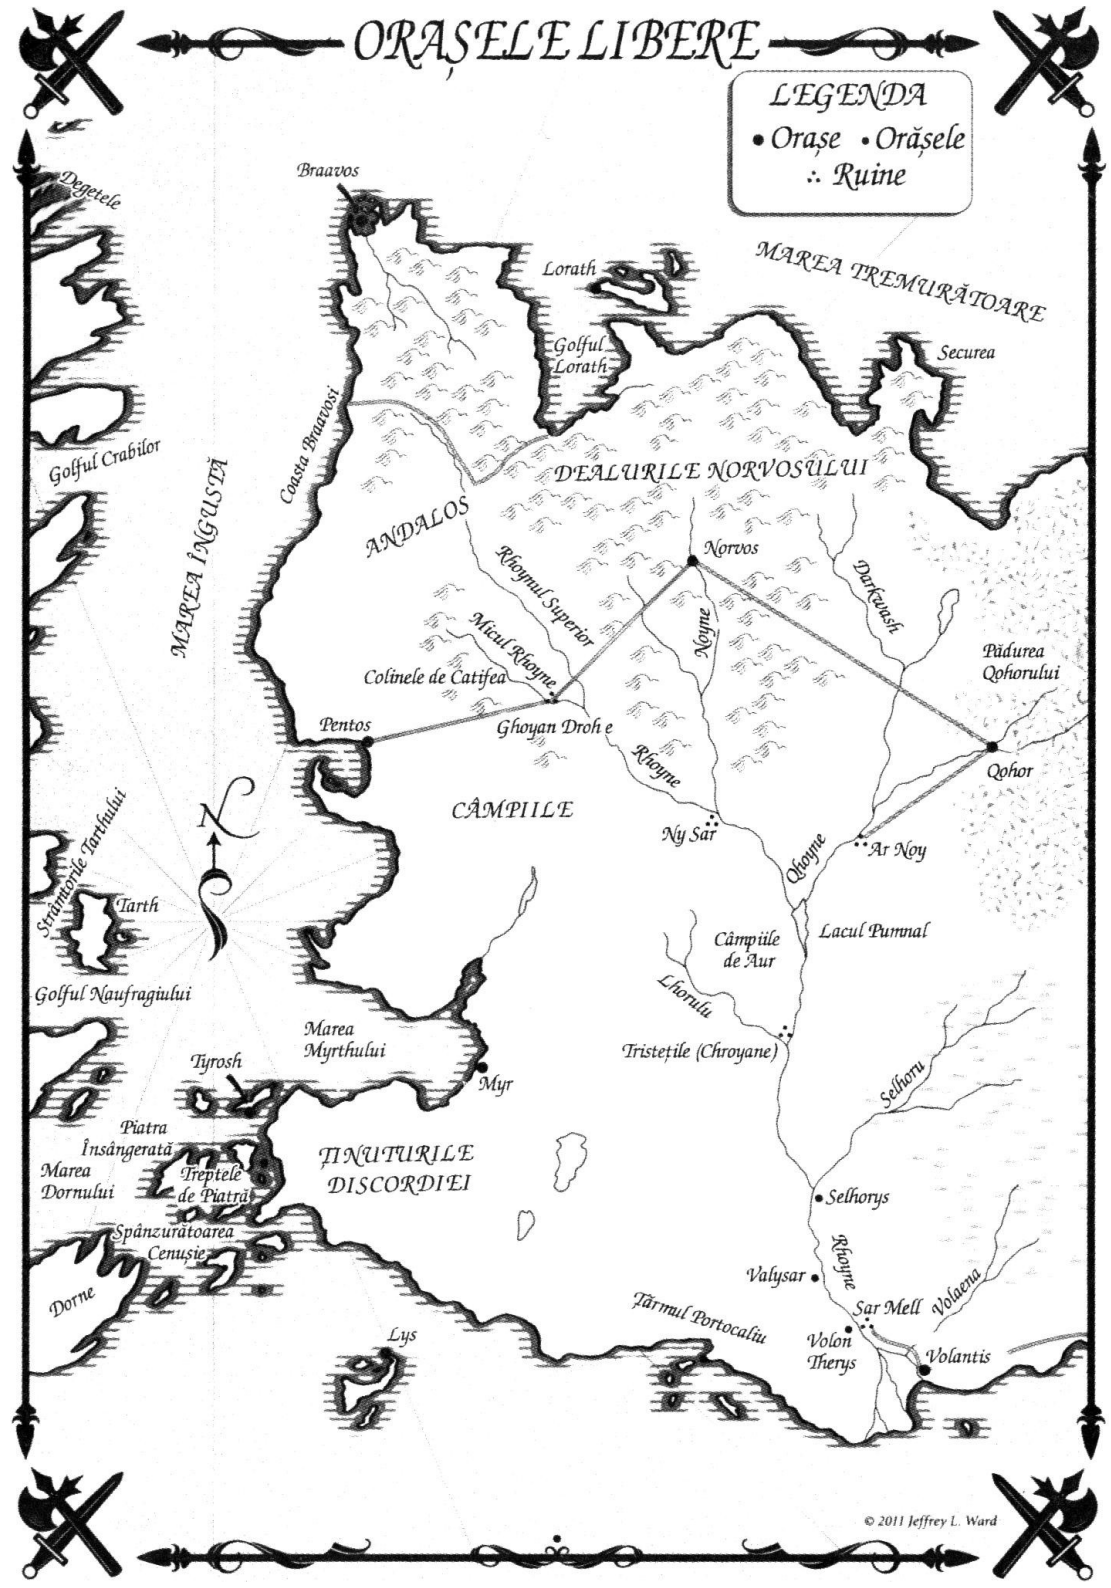 ORAȘELE LIBERE
LEGENDA
Orașe
Orășele
Ruine
Degetele
Braavos
Lorath
MAREA TREMURĂTOARE
Golful
Lorath
Securea
Golful Crabilor
Coasta Braavosi
MAREA ÎNGUSTĂ
DEALURILE NORVOSULUI
ANDALOS
Norvos
Rhoynul Superior
Noyne
Darkwash
Micul Rhoyne
Pădurea
Qohorului
Colinele de Catifea
Pentos
Ghoyan Droh e
Rhoyne
Qohor
CÂMPIILE
Ny Sar
Qhoyne
Ar Noy
Strâmtorile Tarthului
Tarth
Câmpiile
de Aur
Lacul Pumnal
Golful Naufragiului
Lhorulu
Marea
Myrthului
Tristețile (Chroyane)
Tyrosh
Myr
Selhoru
Piatra
Însângerată
Marea
Dornului
Treptele
de Piatră
ȚINUTURILE
DISCORDIEI
Selhorys
Spânzurătoarea
Cenușie
Rhoyne
Valysar
Volaena
Dorne
Țărmul Portocaliu
Sar Mell
Lys
Volon
Therys
Volantis
© 2011 Jeffrey L. Ward
N